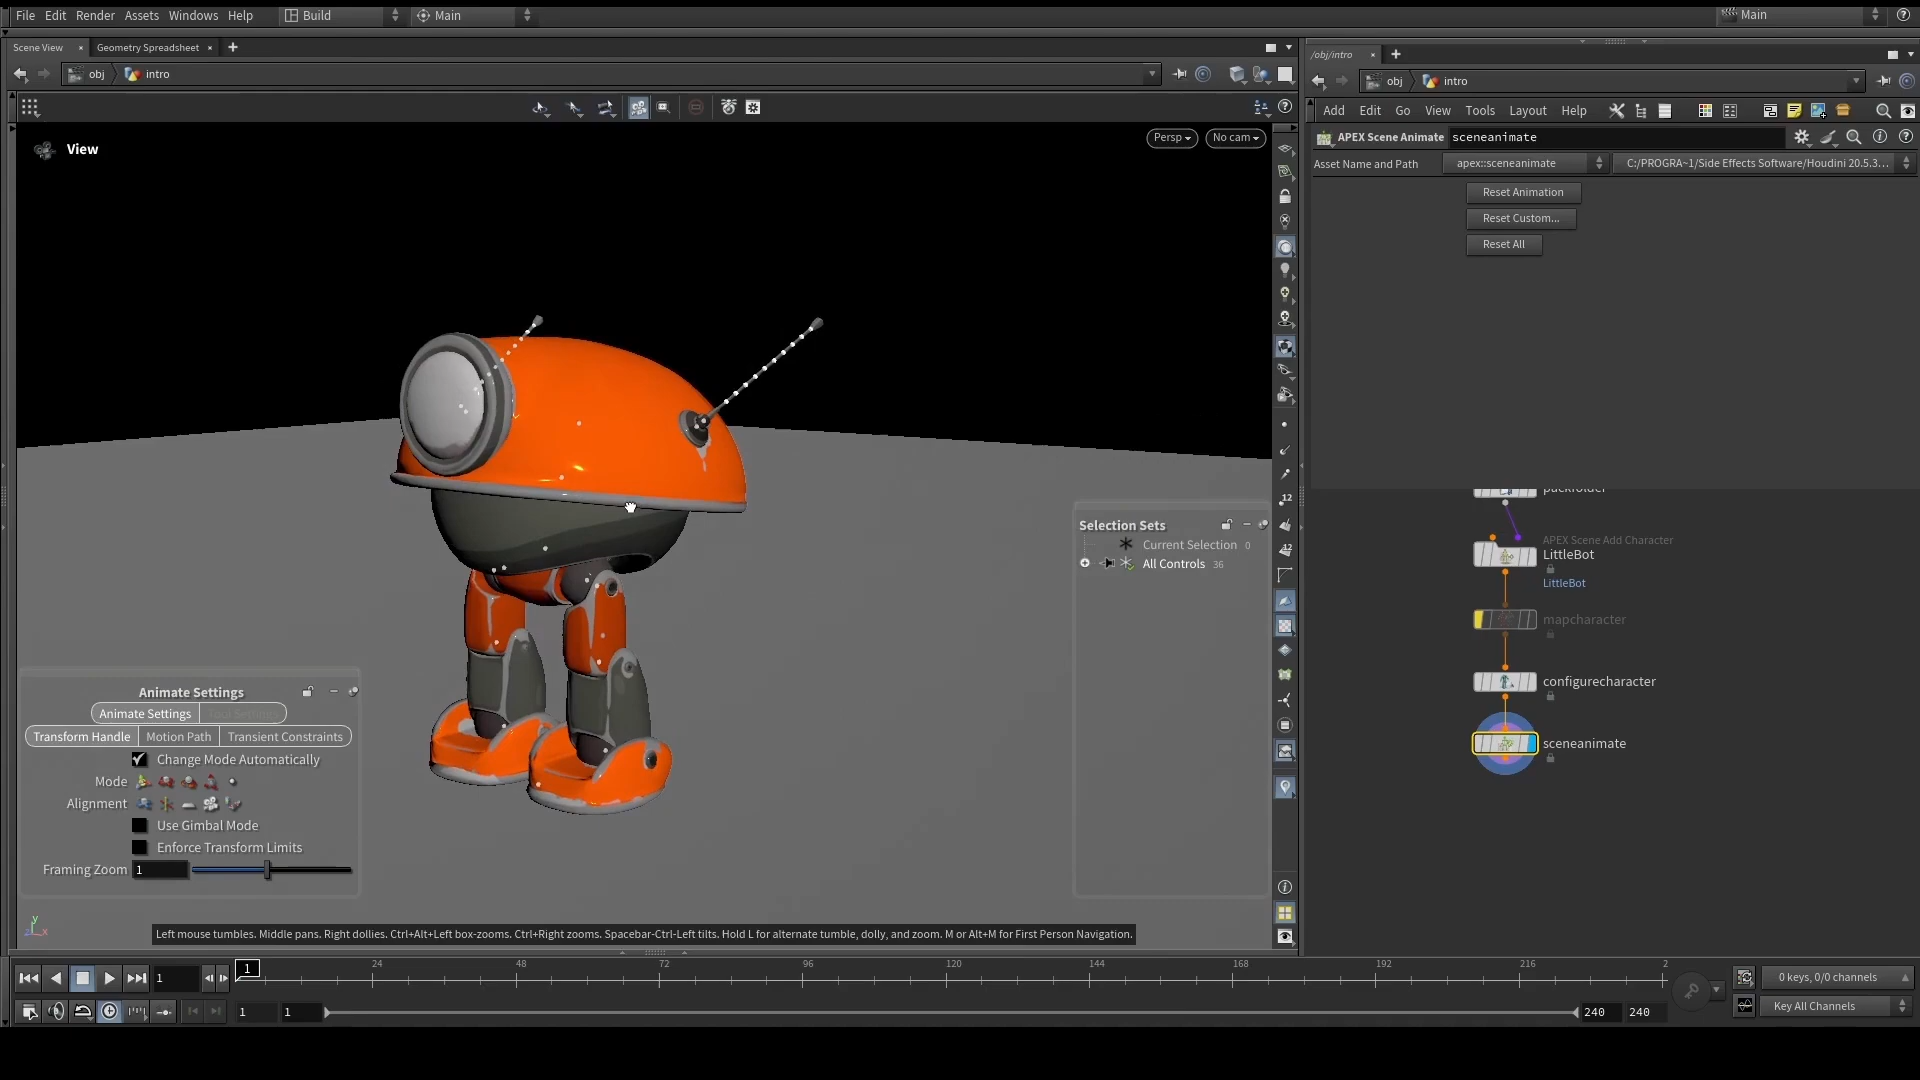 File Edit Render Assets Windows Help Build Main Main
Scene View × Geometry Spreadsheet × +
obj intro
View
Persp No cam
Selection Sets
Current Selection 0
All Controls 36
Animate Settings
Animate Settings
Transform Handle Motion Path Transient Constraints
Change Mode Automatically
Mode
Alignment
Use Gimbal Mode
Enforce Transform Limits
Framing Zoom 1
Left mouse tumbles. Middle pans. Right dollies. Ctrl+Alt+Left box-zooms. Ctrl+Right zooms. Spacebar-Ctrl-Left tilts. Hold L for alternate tumble, dolly, and zoom. M or Alt+M for First Person Navigation.
/obj/intro × +
obj intro
Add Edit Go View Tools Layout Help
APEX Scene Animate sceneanimate
Asset Name and Path apex::sceneanimate C:/PROGRA~1/Side Effects Software/Houdini 20.5.3...
Reset Animation
Reset Custom...
Reset All
packfolder
APEX Scene Add Character
LittleBot
LittleBot
mapcharacter
configurecharacter
sceneanimate
12
12
1 1 24 48 72 96 120 144 168 192 216 2
0 keys, 0/0 channels
1 1 240 240
Key All Channels